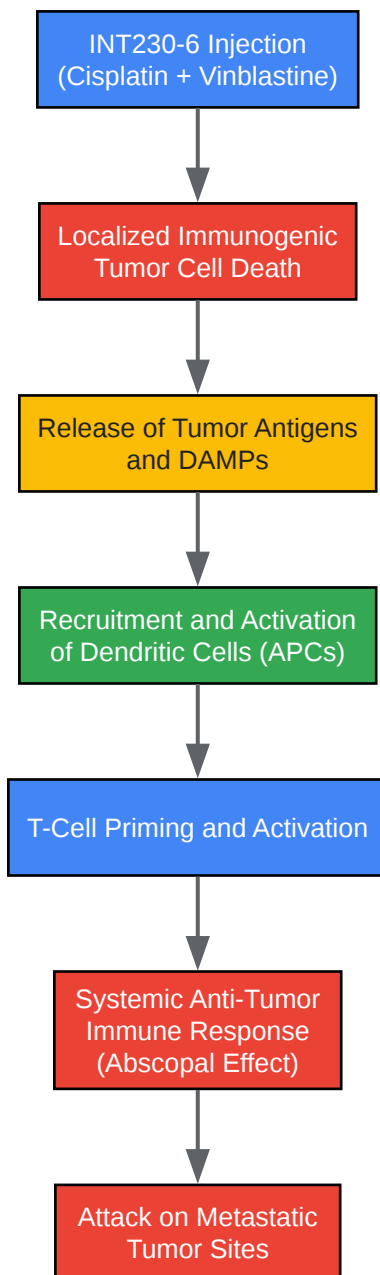 INT230-6 Injection
(Cisplatin + Vinblastine)
Localized Immunogenic
Tumor Cell Death
Release of Tumor Antigens
and DAMPs
Recruitment and Activation
of Dendritic Cells (APCs)
T-Cell Priming and Activation
Systemic Anti-Tumor
Immune Response
(Abscopal Effect)
Attack on Metastatic
Tumor Sites